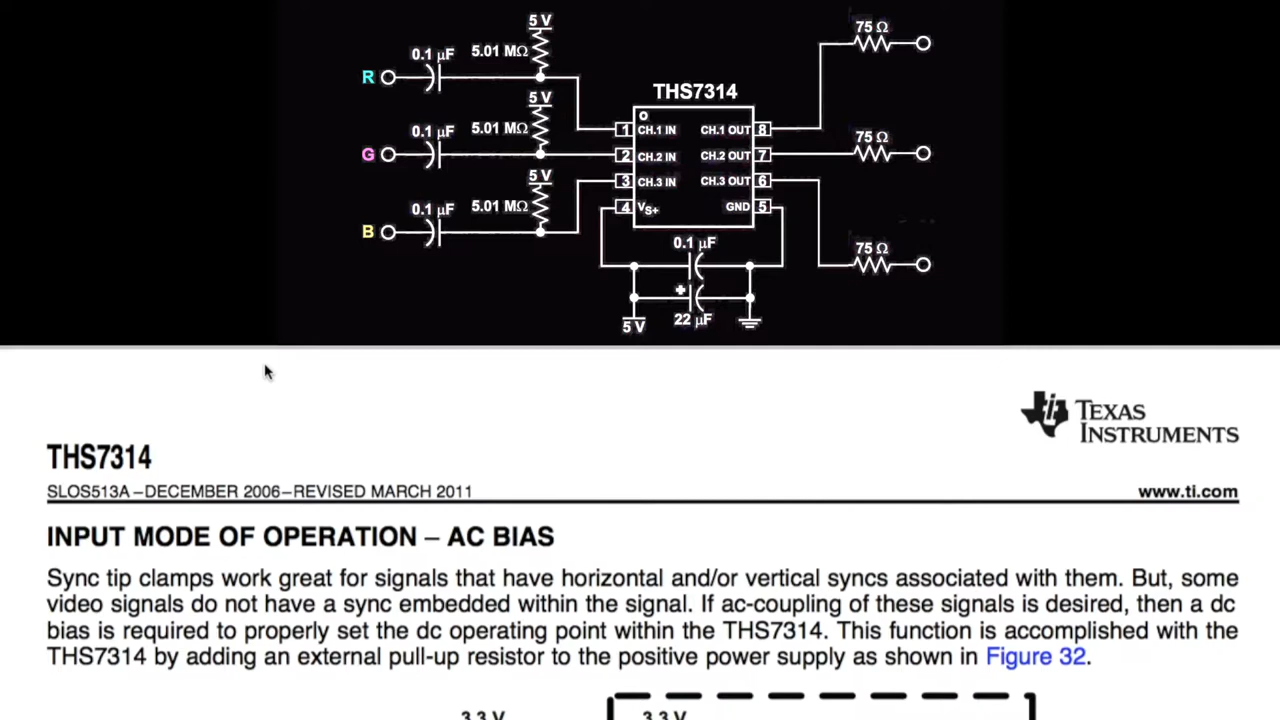 5 V
0.1 µF 5.01 MΩ
R
5 V
0.1 µF 5.01 MΩ
G
5 V
0.1 µF 5.01 MΩ
B
THS7314
1 CH.1 IN CH.1 OUT 8
2 CH.2 IN CH.2 OUT 7
3 CH.3 IN CH.3 OUT 6
4 VS+ GND 5
0.1 µF
+
5 V 22 µF
75 Ω
75 Ω
75 Ω
TEXAS
INSTRUMENTS
THS7314
SLOS513A–DECEMBER 2006–REVISED MARCH 2011
www.ti.com
INPUT MODE OF OPERATION – AC BIAS
Sync tip clamps work great for signals that have horizontal and/or vertical syncs associated with them. But, some
video signals do not have a sync embedded within the signal. If ac-coupling of these signals is desired, then a dc
bias is required to properly set the dc operating point within the THS7314. This function is accomplished with the
THS7314 by adding an external pull-up resistor to the positive power supply as shown in Figure 32.
3.3 V 3.3 V